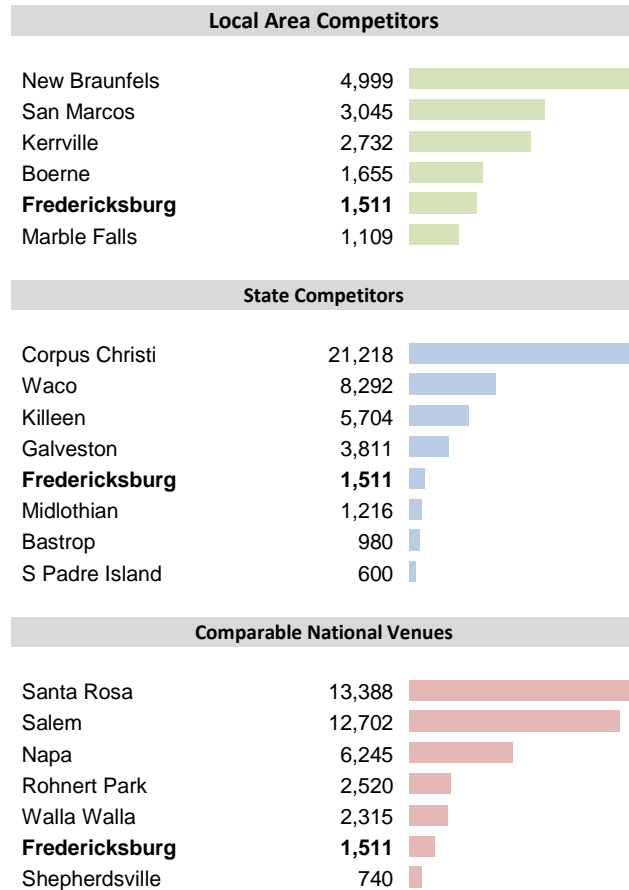 Local Area Competitors
New Braunfels 4,999
San Marcos 3,045
Kerrville 2,732
Boerne 1,655
Fredericksburg 1,511
Marble Falls 1,109
State Competitors
Corpus Christi 21,218
Waco 8,292
Killeen 5,704
Galveston 3,811
Fredericksburg 1,511
Midlothian 1,216
Bastrop 980
S Padre Island 600
Comparable National Venues
Santa Rosa 13,388
Salem 12,702
Napa 6,245
Rohnert Park 2,520
Walla Walla 2,315
Fredericksburg 1,511
Shepherdsville 740